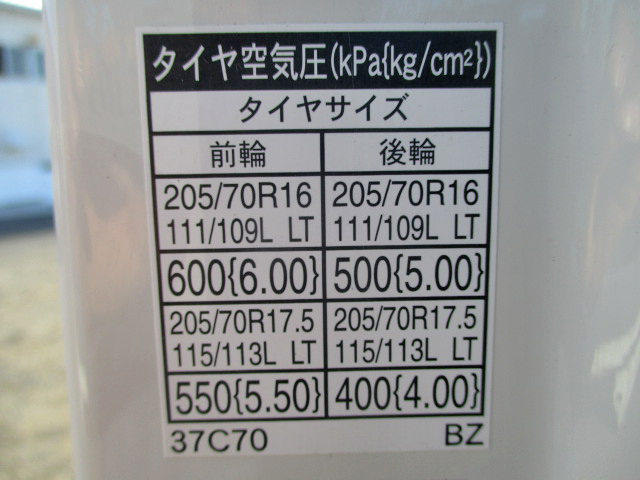 タイヤ空気圧(kPa{kg/cm²})
タイヤサイズ
前輪 後輪
205/70R16 205/70R16
111/109L LT 111/109L LT
600{6.00} 500{5.00}
205/70R17.5 205/70R17.5
115/113L LT 115/113L LT
550{5.50} 400{4.00}
37C70 BZ